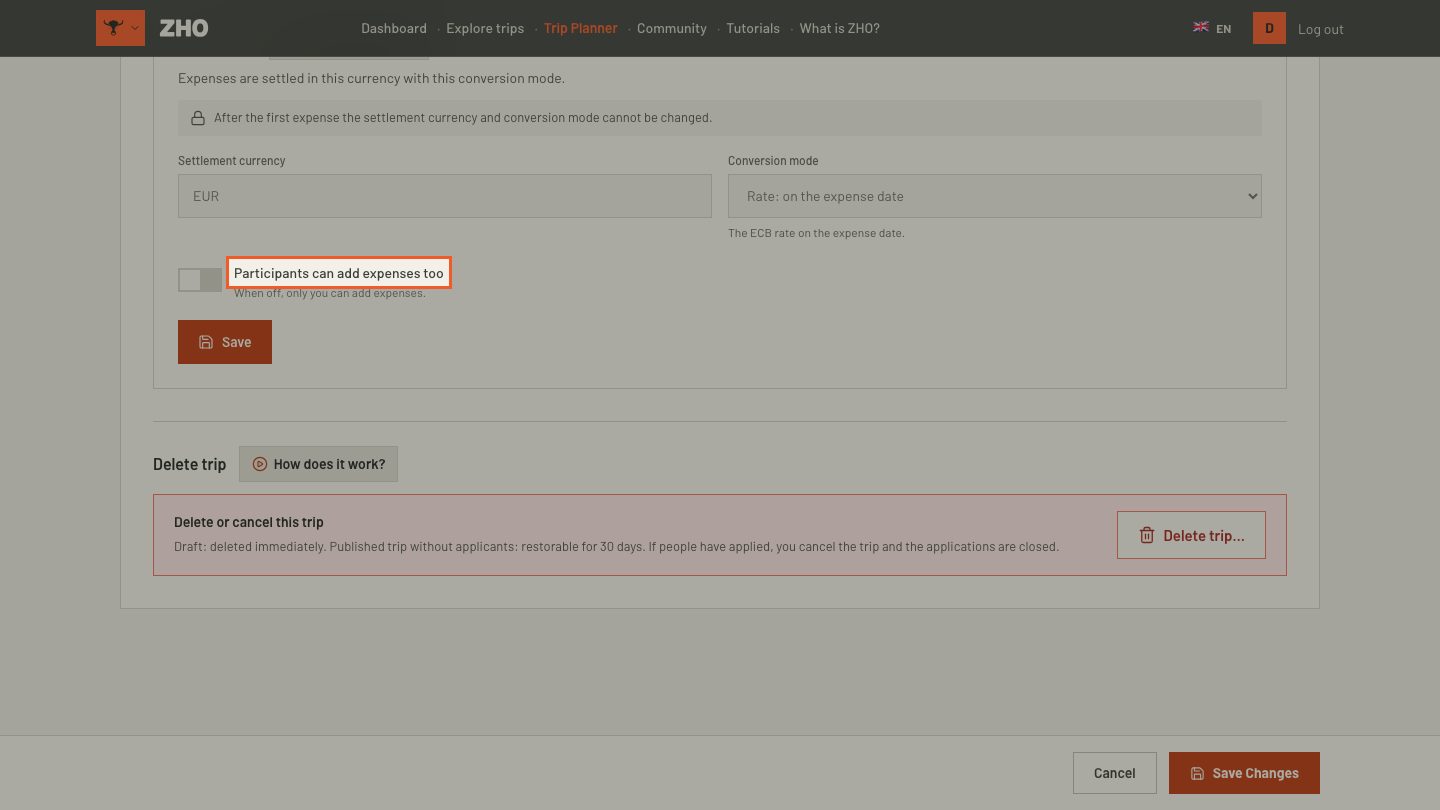 ZHO
Dashboard · Explore trips · Trip Planner · Community · Tutorials · What is ZHO?
EN
D
Log out
Expenses are settled in this currency with this conversion mode.
After the first expense the settlement currency and conversion mode cannot be changed.
Settlement currency
Conversion mode
EUR
Rate: on the expense date
The ECB rate on the expense date.
Participants can add expenses too
When off, only you can add expenses.
Save
Delete trip
How does it work?
Delete or cancel this trip
Draft: deleted immediately. Published trip without applicants: restorable for 30 days. If people have applied, you cancel the trip and the applications are closed.
Delete trip...
Cancel
Save Changes